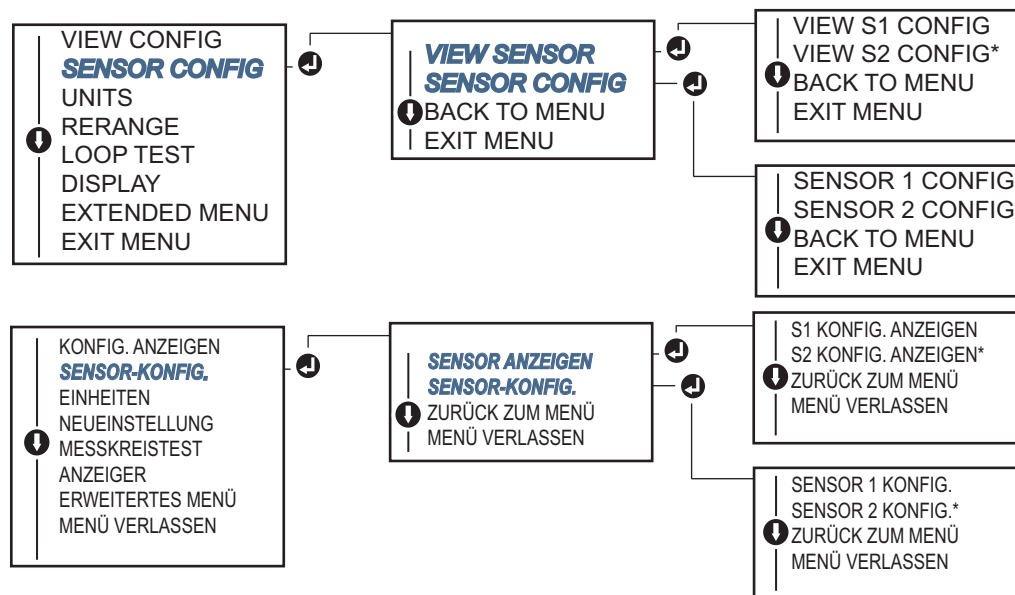 VIEW CONFIG
SENSOR CONFIG
UNITS
RERANGE
LOOP TEST
DISPLAY
EXTENDED MENU
EXIT MENU
VIEW SENSOR
SENSOR CONFIG
BACK TO MENU
EXIT MENU
VIEW S1 CONFIG
VIEW S2 CONFIG*
BACK TO MENU
EXIT MENU
SENSOR 1 CONFIG
SENSOR 2 CONFIG
BACK TO MENU
EXIT MENU
KONFIG. ANZEIGEN
SENSOR-KONFIG.
EINHEITEN
NEUEINSTELLUNG
MESSKREISTEST
ANZEIGER
ERWEITERTES MENÜ
MENÜ VERLASSEN
SENSOR ANZEIGEN
SENSOR-KONFIG.
ZURÜCK ZUM MENÜ
MENÜ VERLASSEN
S1 KONFIG. ANZEIGEN
S2 KONFIG. ANZEIGEN*
ZURÜCK ZUM MENÜ
MENÜ VERLASSEN
SENSOR 1 KONFIG.
SENSOR 2 KONFIG.*
ZURÜCK ZUM MENÜ
MENÜ VERLASSEN